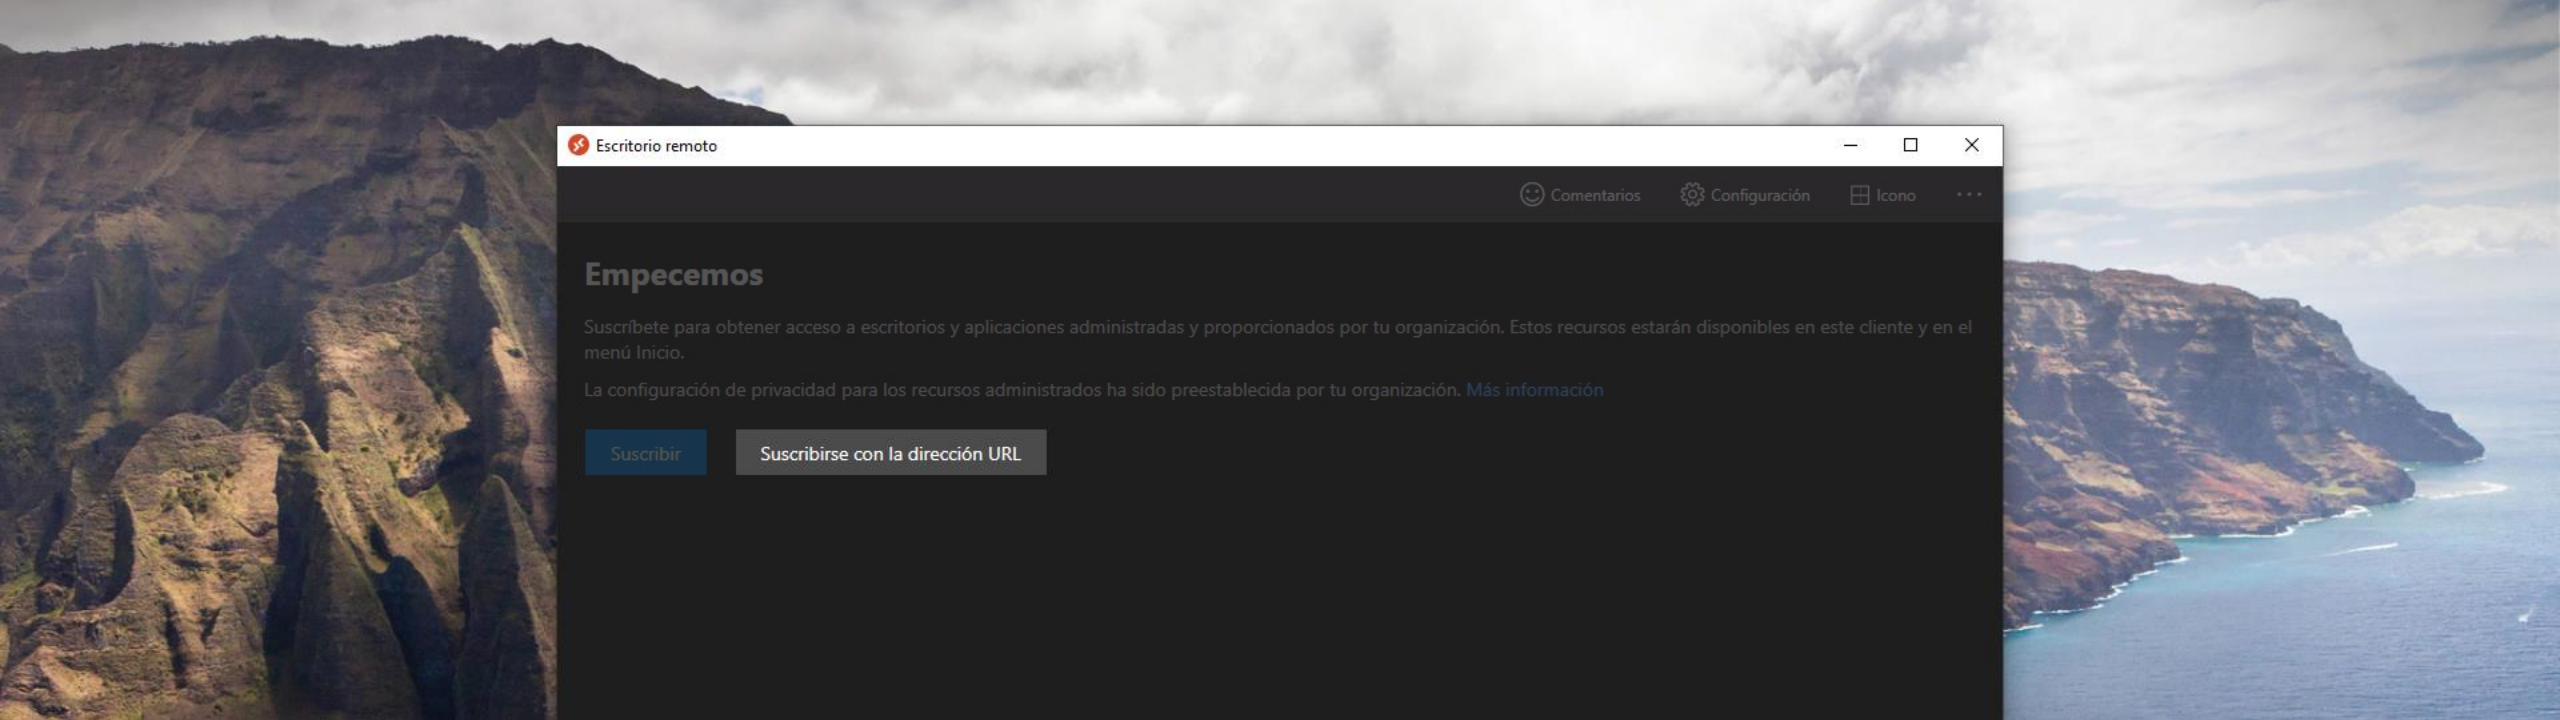 Escritorio remoto
Comentarios
Configuración
Icono
Empecemos
Suscríbete para obtener acceso a escritorios y aplicaciones administradas y proporcionados por tu organización. Estos recursos estarán disponibles en este cliente y en el
menú Inicio.
La configuración de privacidad para los recursos administrados ha sido preestablecida por tu organización. Más información
Suscribir
Suscribirse con la dirección URL